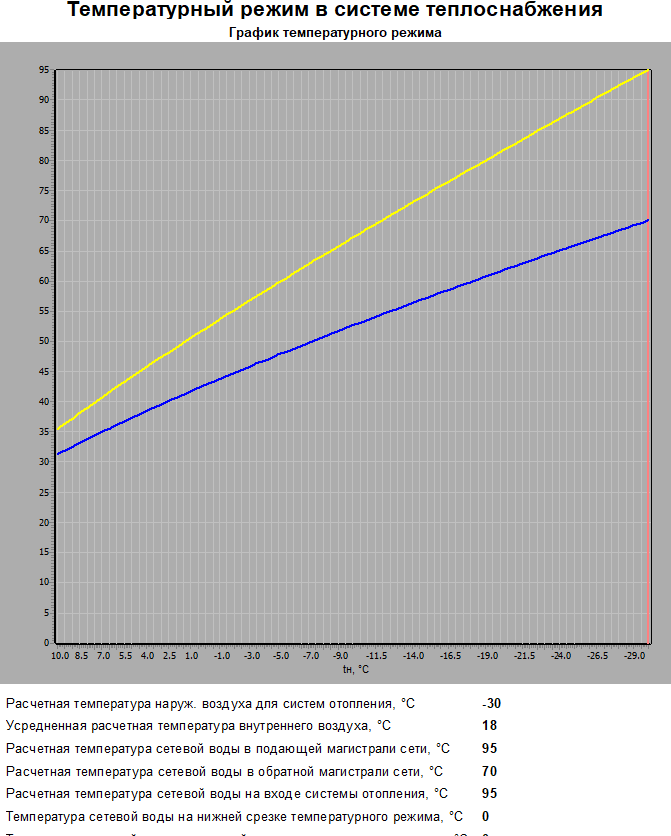 Температурный режим в системе теплоснабжения
График температурного режима
95
90
85
80
75
70
65
60
55
50
45
40
35
30
25
20
15
10
5
0
10.0 8.5 7.0 5.5 4.0 2.5 1.0 -1.0 -3.0 -5.0 -7.0 -9.0 -11.5 -14.0 -16.5 -19.0 -21.5 -24.0 -26.5 -29.0
tн, °C
Расчетная температура наруж. воздуха для систем отопления, °C -30
Усредненная расчетная температура внутреннего воздуха, °C 18
Расчетная температура сетевой воды в подающей магистрали сети, °C 95
Расчетная температура сетевой воды в обратной магистрали сети, °C 70
Расчетная температура сетевой воды на входе системы отопления, °C 95
Температура сетевой воды на нижней срезке температурного режима, °C 0